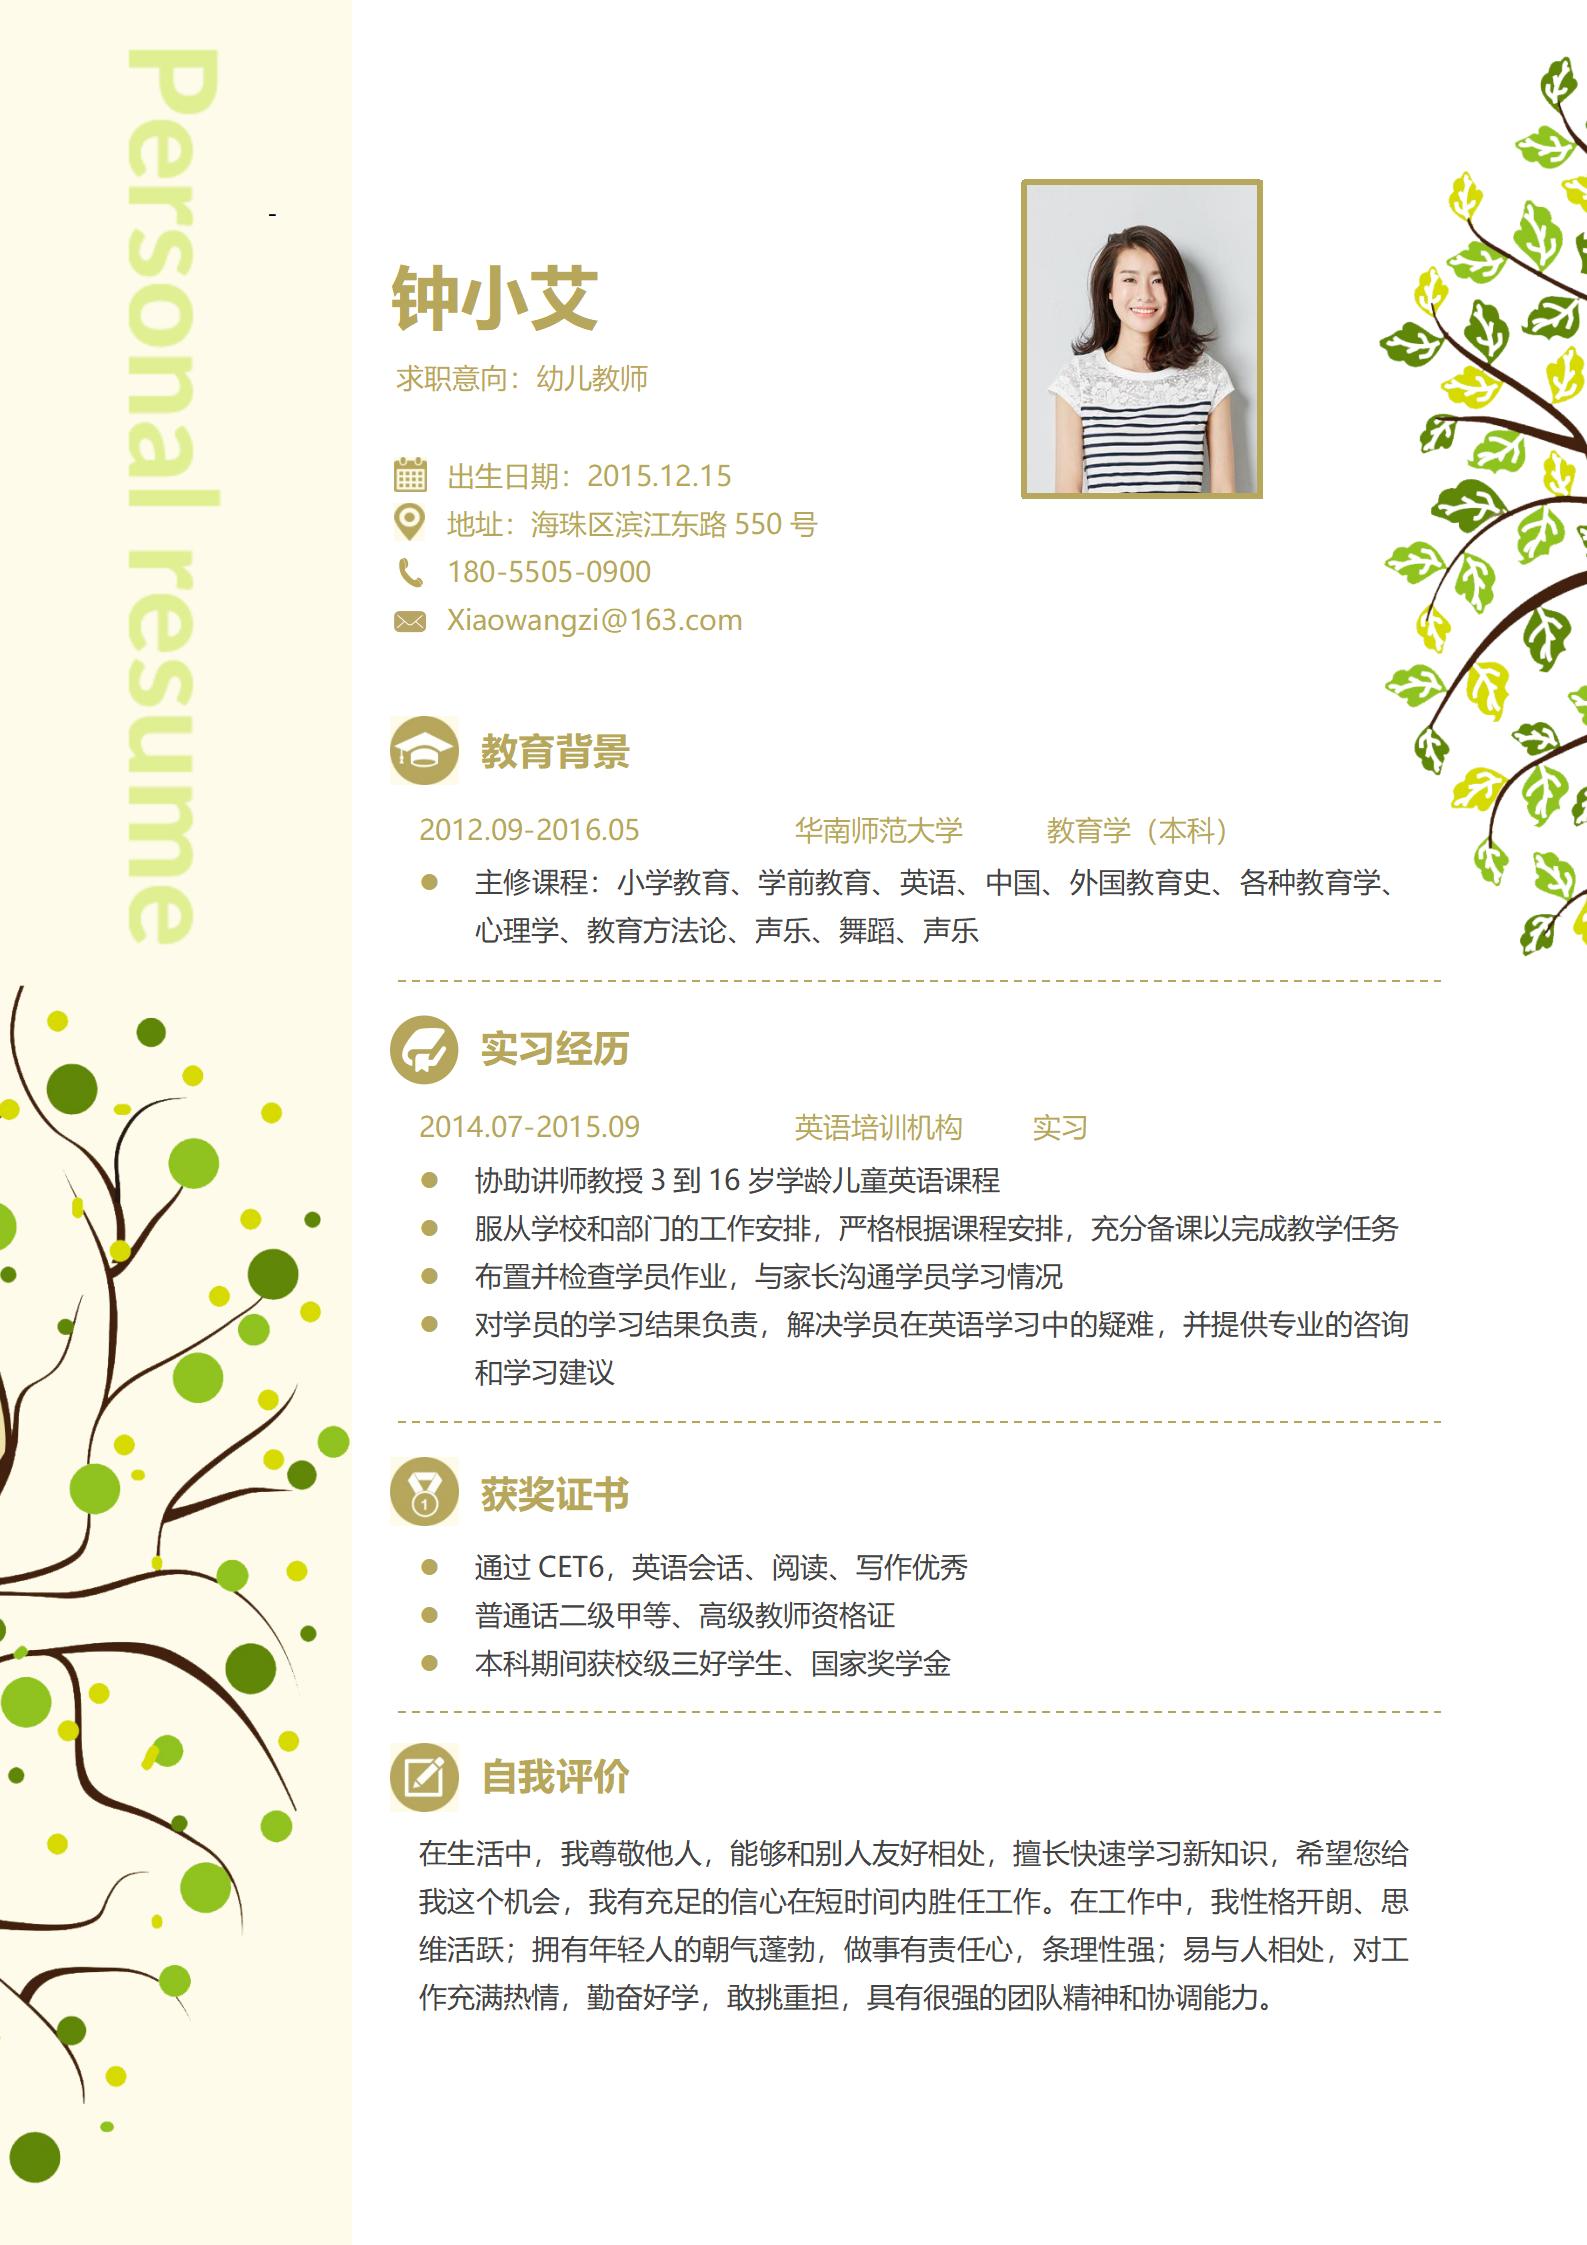 Personal resume
-
钟小艾
求职意向：幼儿教师
出生日期：2015.12.15
地址：海珠区滨江东路 550 号
180-5505-0900
Xiaowangzi@163.com
教育背景
2012.09-2016.05 华南师范大学 教育学（本科）
主修课程：小学教育、学前教育、英语、中国、外国教育史、各种教育学、
心理学、教育方法论、声乐、舞蹈、声乐
实习经历
2014.07-2015.09 英语培训机构 实习
协助讲师教授 3 到 16 岁学龄儿童英语课程
服从学校和部门的工作安排，严格根据课程安排，充分备课以完成教学任务
布置并检查学员作业，与家长沟通学员学习情况
对学员的学习结果负责，解决学员在英语学习中的疑难，并提供专业的咨询
和学习建议
1
获奖证书
通过 CET6，英语会话、阅读、写作优秀
普通话二级甲等、高级教师资格证
本科期间获校级三好学生、国家奖学金
自我评价
在生活中，我尊敬他人，能够和别人友好相处，擅长快速学习新知识，希望您给
我这个机会，我有充足的信心在短时间内胜任工作。在工作中，我性格开朗、思
维活跃；拥有年轻人的朝气蓬勃，做事有责任心，条理性强；易与人相处，对工
作充满热情，勤奋好学，敢挑重担，具有很强的团队精神和协调能力。